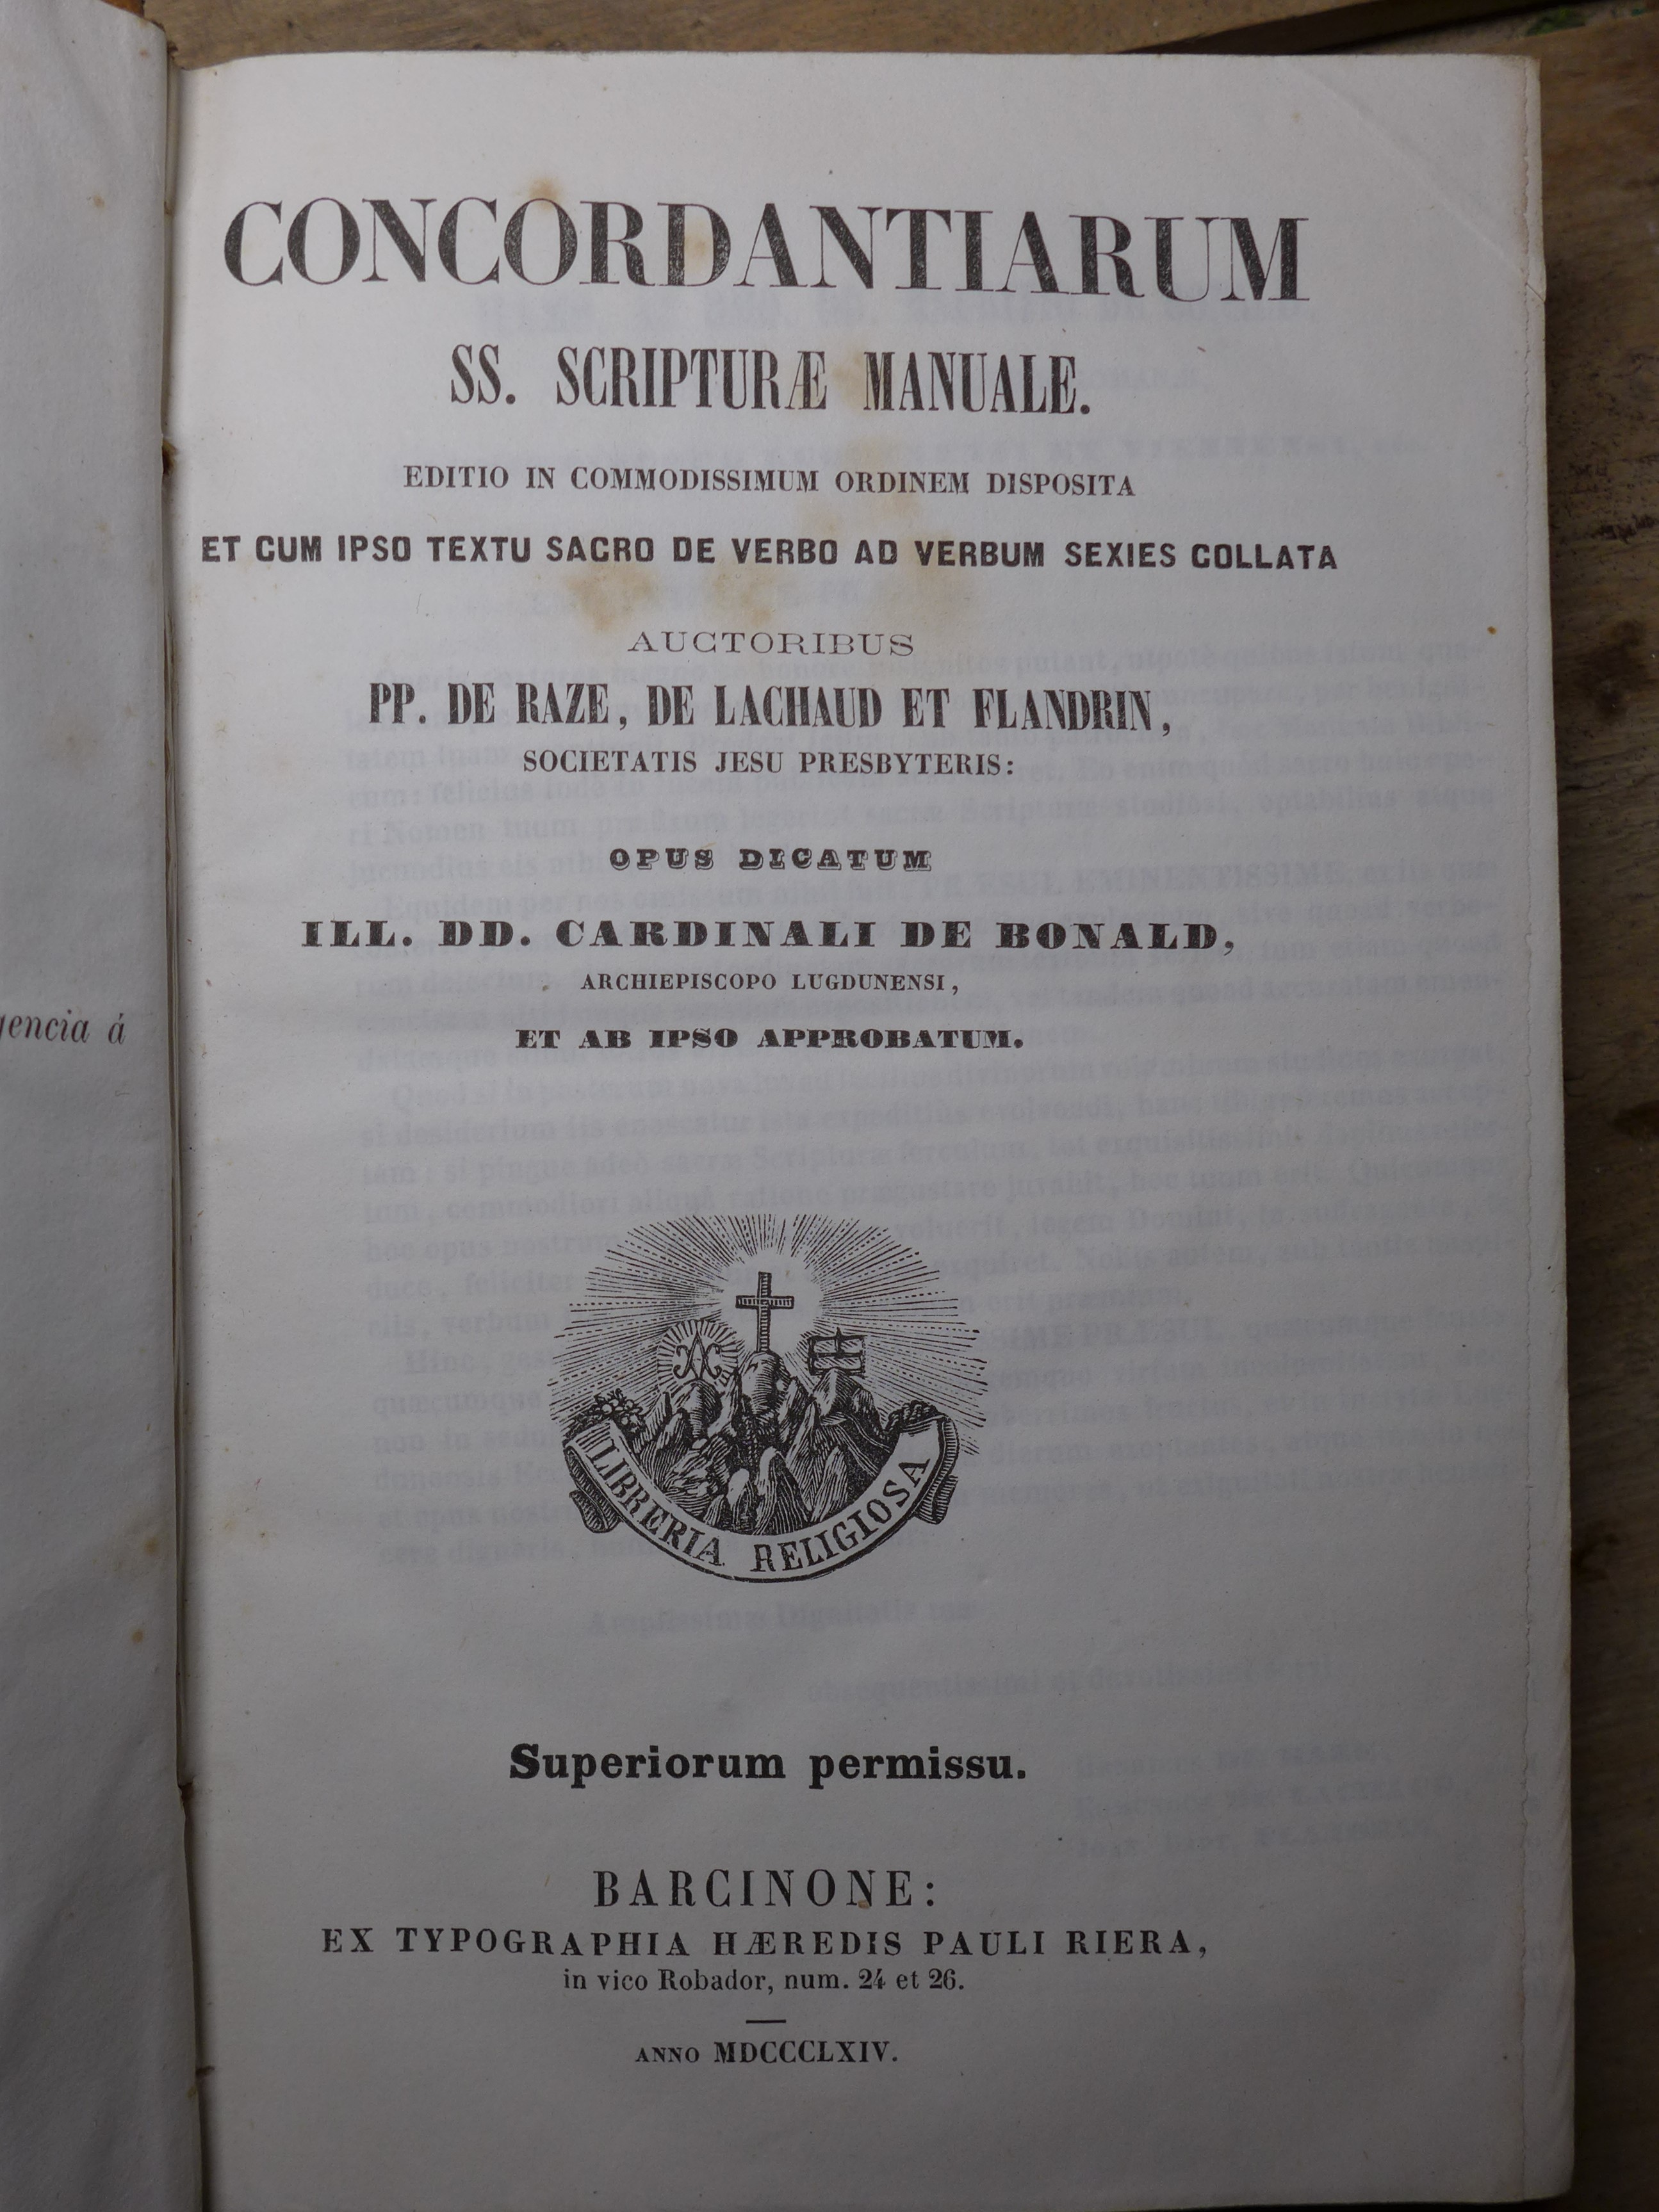 CONCORDANTIARUM
SS. SCRIPTURÆ MANUALE.
EDITIO IN COMMODISSIMUM ORDINEM DISPOSITA
ET CUM IPSO TEXTU SACRO DE VERBO AD VERBUM SEXIES COLLATA
AUCTORIBUS
PP. DE RAZE, DE LACHAUD ET FLANDRIN,
SOCIETATIS JESU PRESBYTERIS:
OPUS DICATUM
ILL. DD. CARDINALI DE BONALD,
ARCHIEPISCOPO LUGDUNENSI,
ET AB IPSO APPROBATUM.
gencia á
LIBRERIA RELIGIOSA
Superiorum permissu.
BARCINONE:
EX TYPOGRAPHIA HÆREDIS PAULI RIERA,
in vico Robador, num. 24 et 26.
ANNO MDCCCLXIV.